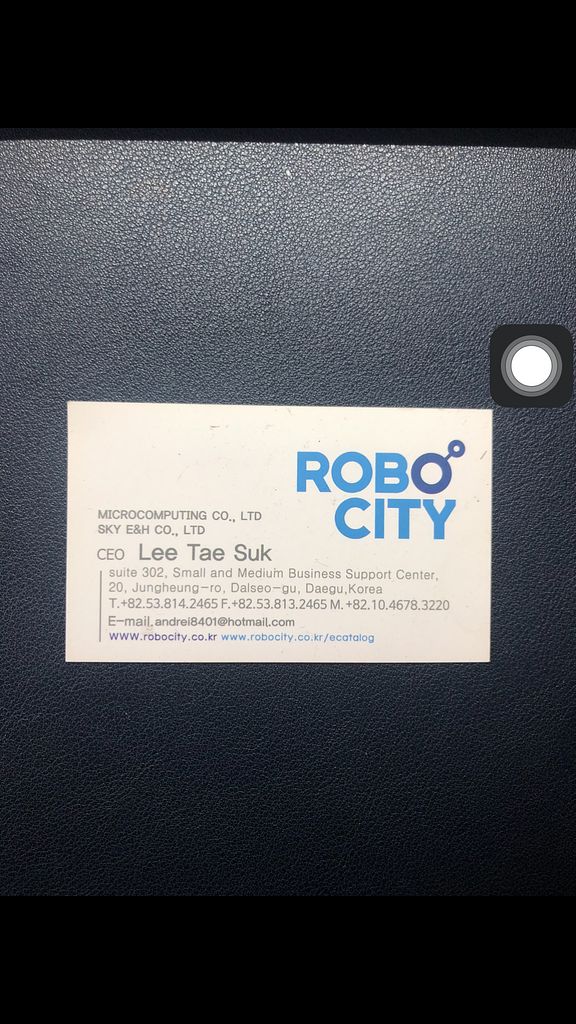 ROBO
CITY
MICROCOMPUTING CO., LTD
SKY E&H CO., LTD
CEO Lee Tae Suk
suite 302, Small and Medium Business Support Center,
20, Jungheung-ro, Dalseo-gu, Daegu,Korea
T.+82.53.814.2465 F.+82.53.813.2465 M.+82.10.4678.3220
E-mail.andrei8401@hotmail.com
www.robocity.co.kr www.robocity.co.kr/ecatalog